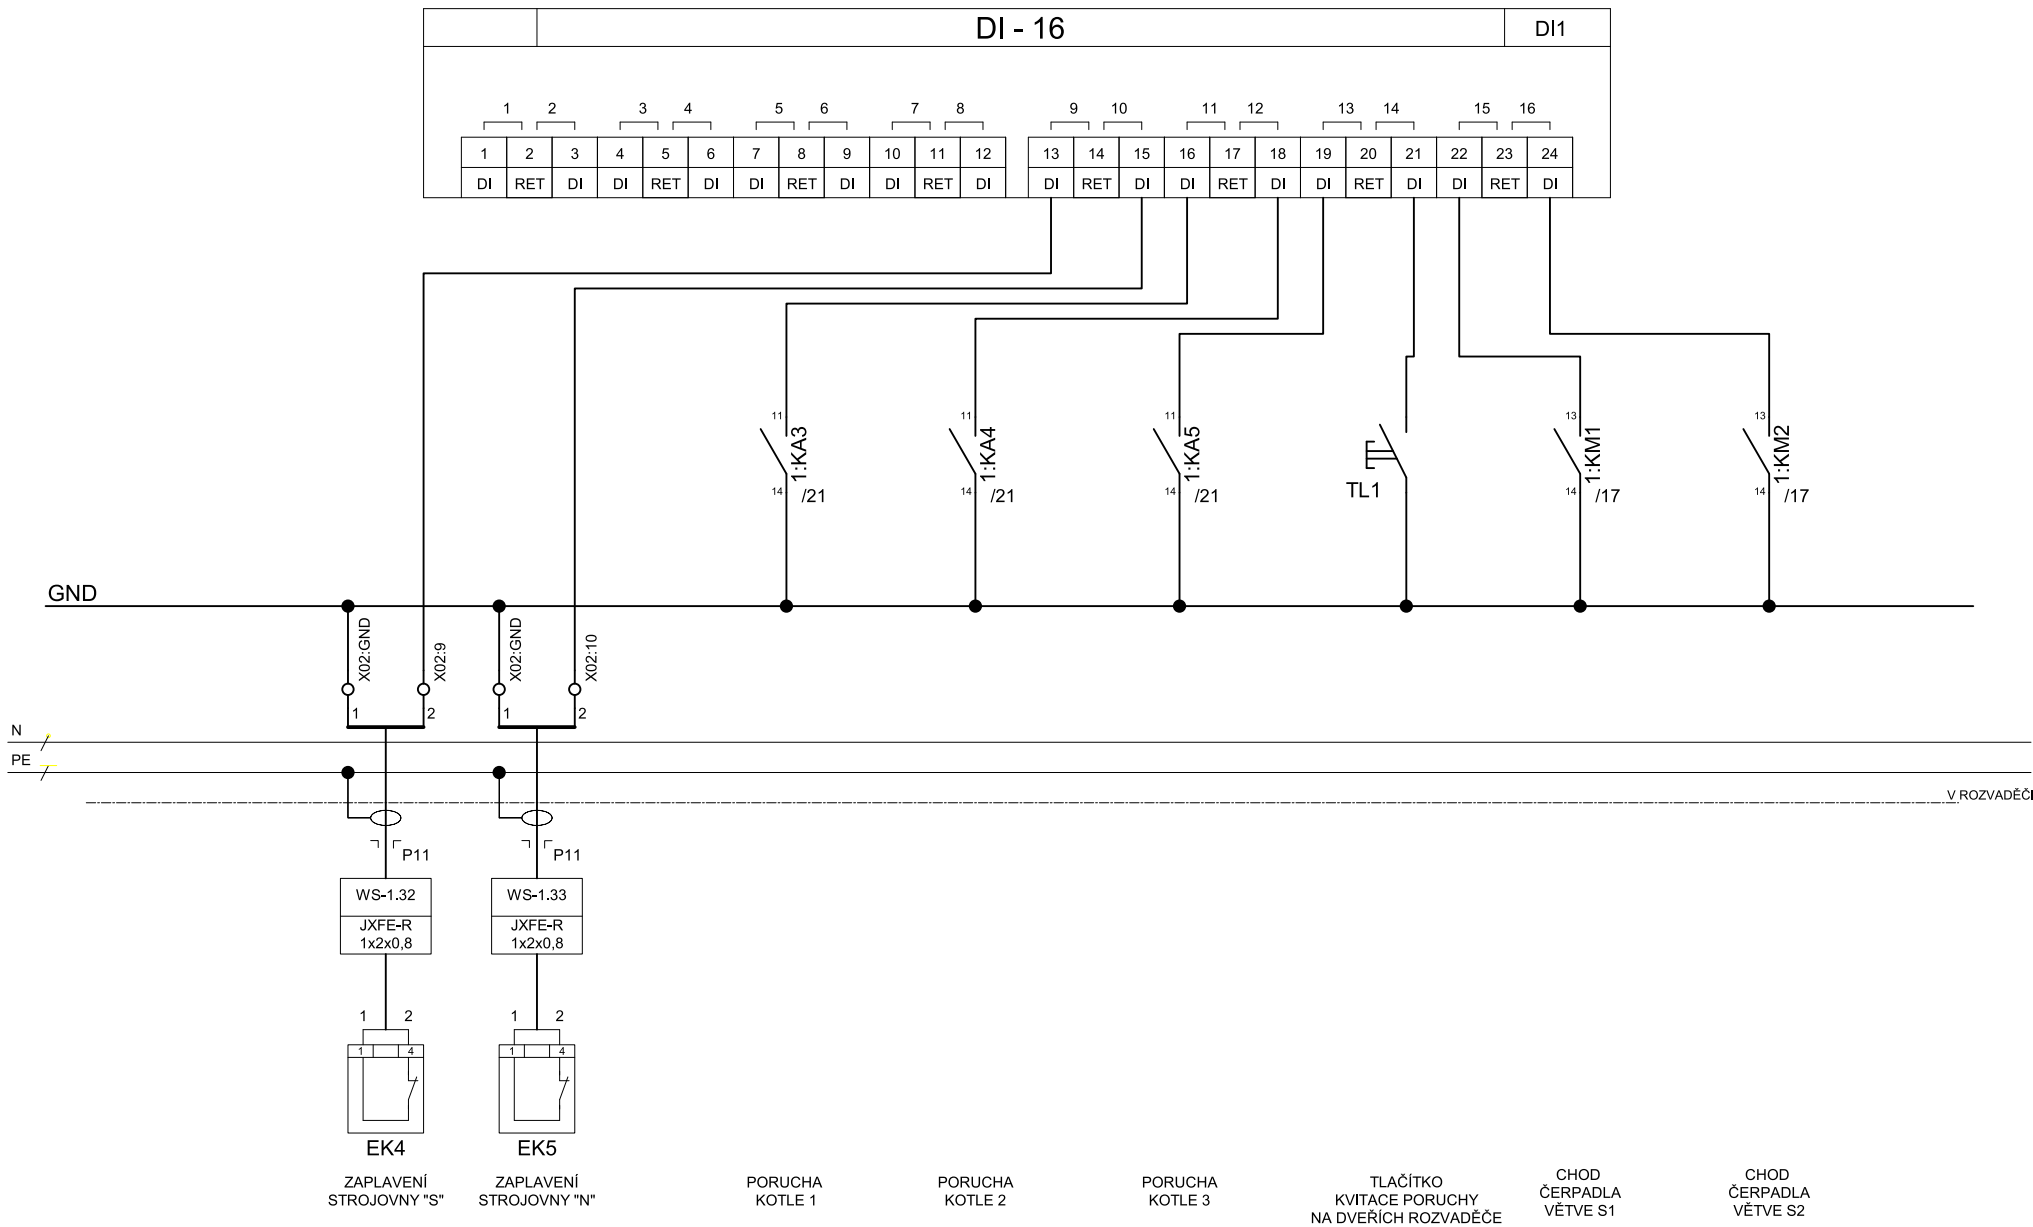 DI - 16
DI1
1 2 3 4 5 6 7 8 9 10 11 12 13 14 15 16
1 2 3 4 5 6 7 8 9 10 11 12 13 14 15 16 17 18 19 20 21 22 23 24
DI RET DI DI RET DI DI RET DI DI RET DI DI RET DI DI RET DI DI RET DI DI RET DI
11 11 11 13 13
1:KA3 1:KA4 1:KA5 TL1 1:KM1 1:KM2
14 14 14 14 14
/21 /21 /21 /17 /17
GND
X02:GND X02:9 X02:GND X02:10
1 2 1 2
N
PE
V ROZVADĚČI
P11 P11
WS-1.32 WS-1.33
JXFE-R JXFE-R
1x2x0,8 1x2x0,8
1 2 1 2
1 4 1 4
EK4 EK5
ZAPLAVENÍ
STROJOVNY "S"
ZAPLAVENÍ
STROJOVNY "N"
PORUCHA
KOTLE 1
PORUCHA
KOTLE 2
PORUCHA
KOTLE 3
TLAČÍTKO
KVITACE PORUCHY
NA DVEŘÍCH ROZVADĚČE
CHOD
ČERPADLA
VĚTVE S1
CHOD
ČERPADLA
VĚTVE S2